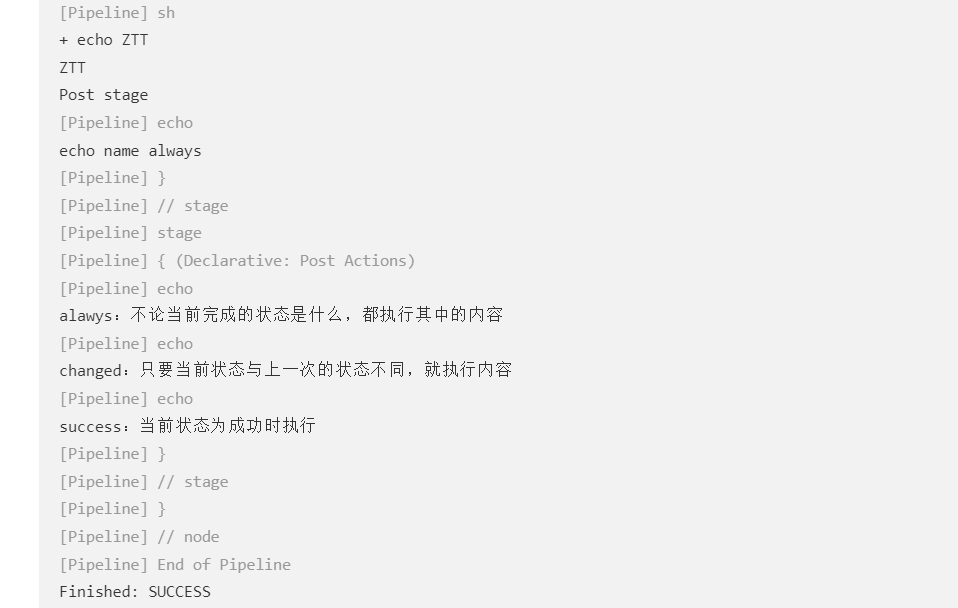 [Pipeline] sh
+ echo ZTT
ZTT
Post stage
[Pipeline] echo
echo name always
[Pipeline] }
[Pipeline] // stage
[Pipeline] stage
[Pipeline] { (Declarative: Post Actions)
[Pipeline] echo
alawys：不论当前完成的状态是什么，都执行其中的内容
[Pipeline] echo
changed：只要当前状态与上一次的状态不同，就执行内容
[Pipeline] echo
success：当前状态为成功时执行
[Pipeline] }
[Pipeline] // stage
[Pipeline] }
[Pipeline] // node
[Pipeline] End of Pipeline
Finished: SUCCESS